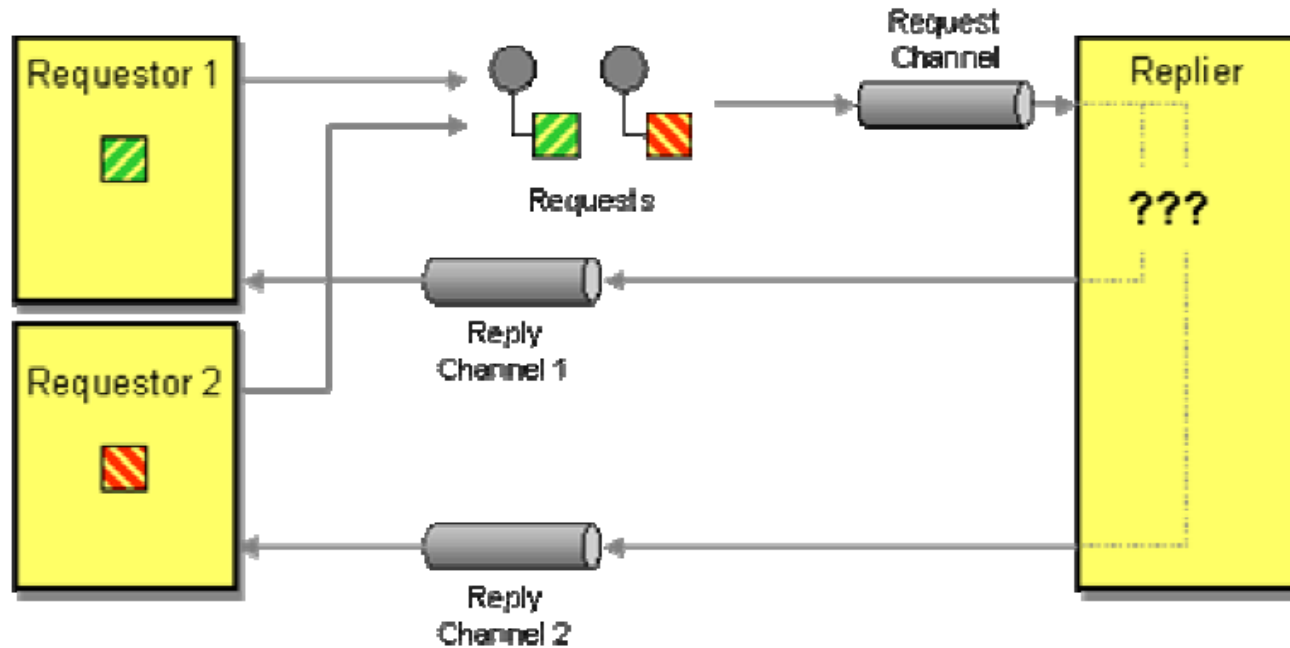 Requestor 1
Requests
Request
Channel
Replier
???
Reply
Channel 1
Requestor 2
Reply
Channel 2